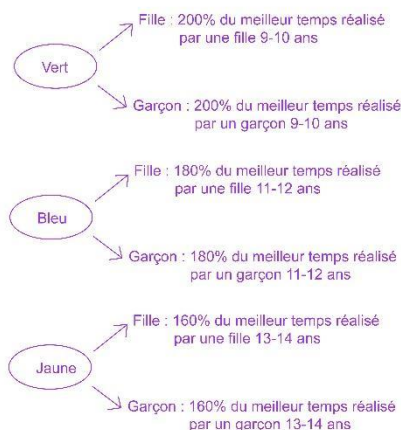 Fille : 200% du meilleur temps réalisé
par une fille 9-10 ans
Vert
Garçon : 200% du meilleur temps réalisé
par un garçon 9-10 ans
Fille : 180% du meilleur temps réalisé
par une fille 11-12 ans
Bleu
Garçon : 180% du meilleur temps réalisé
par un garçon 11-12 ans
Fille : 160% du meilleur temps réalisé
par une fille 13-14 ans
Jaune
Garçon : 160% du meilleur temps réalisé
par un garçon 13-14 ans